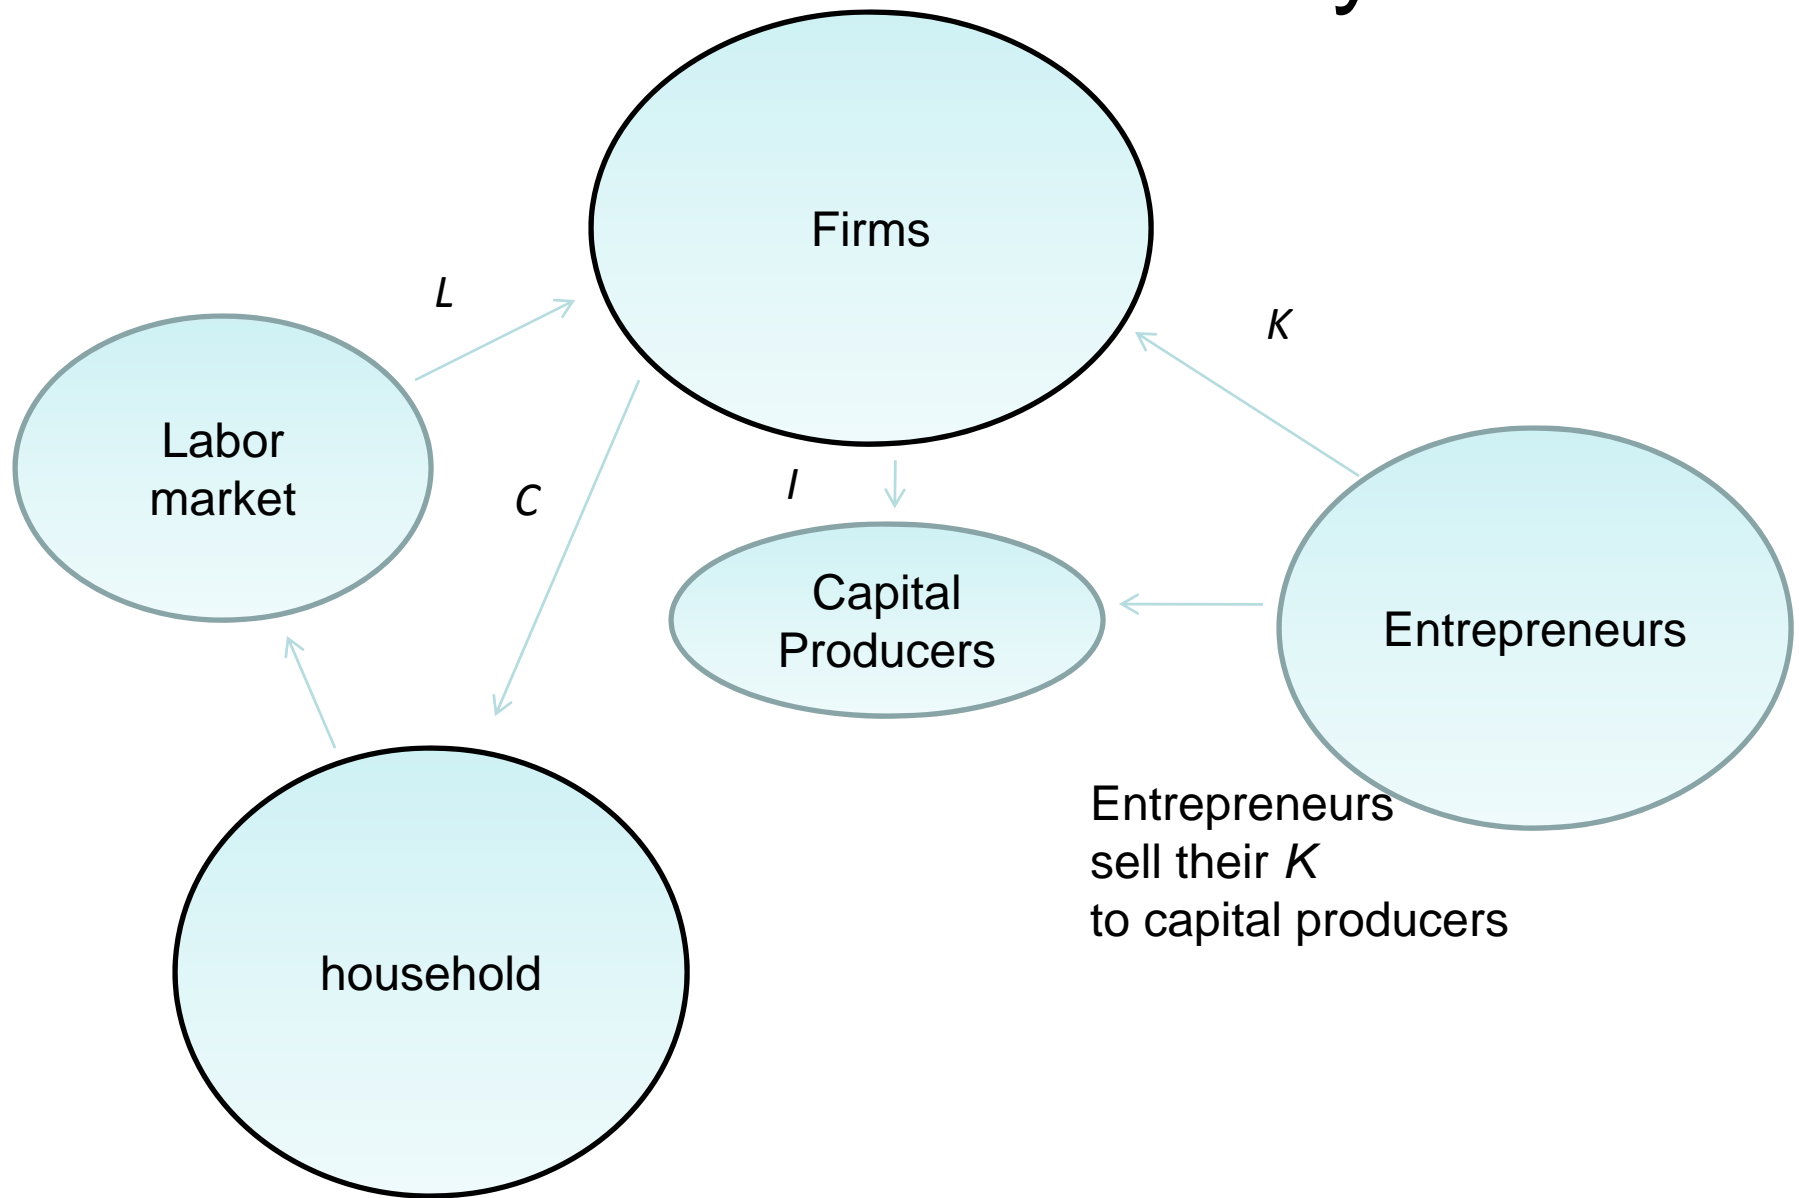 Firms
L
K
Labor
market
C
I
Capital
Producers
Entrepreneurs
Entrepreneurs
sell their K
to capital producers
household